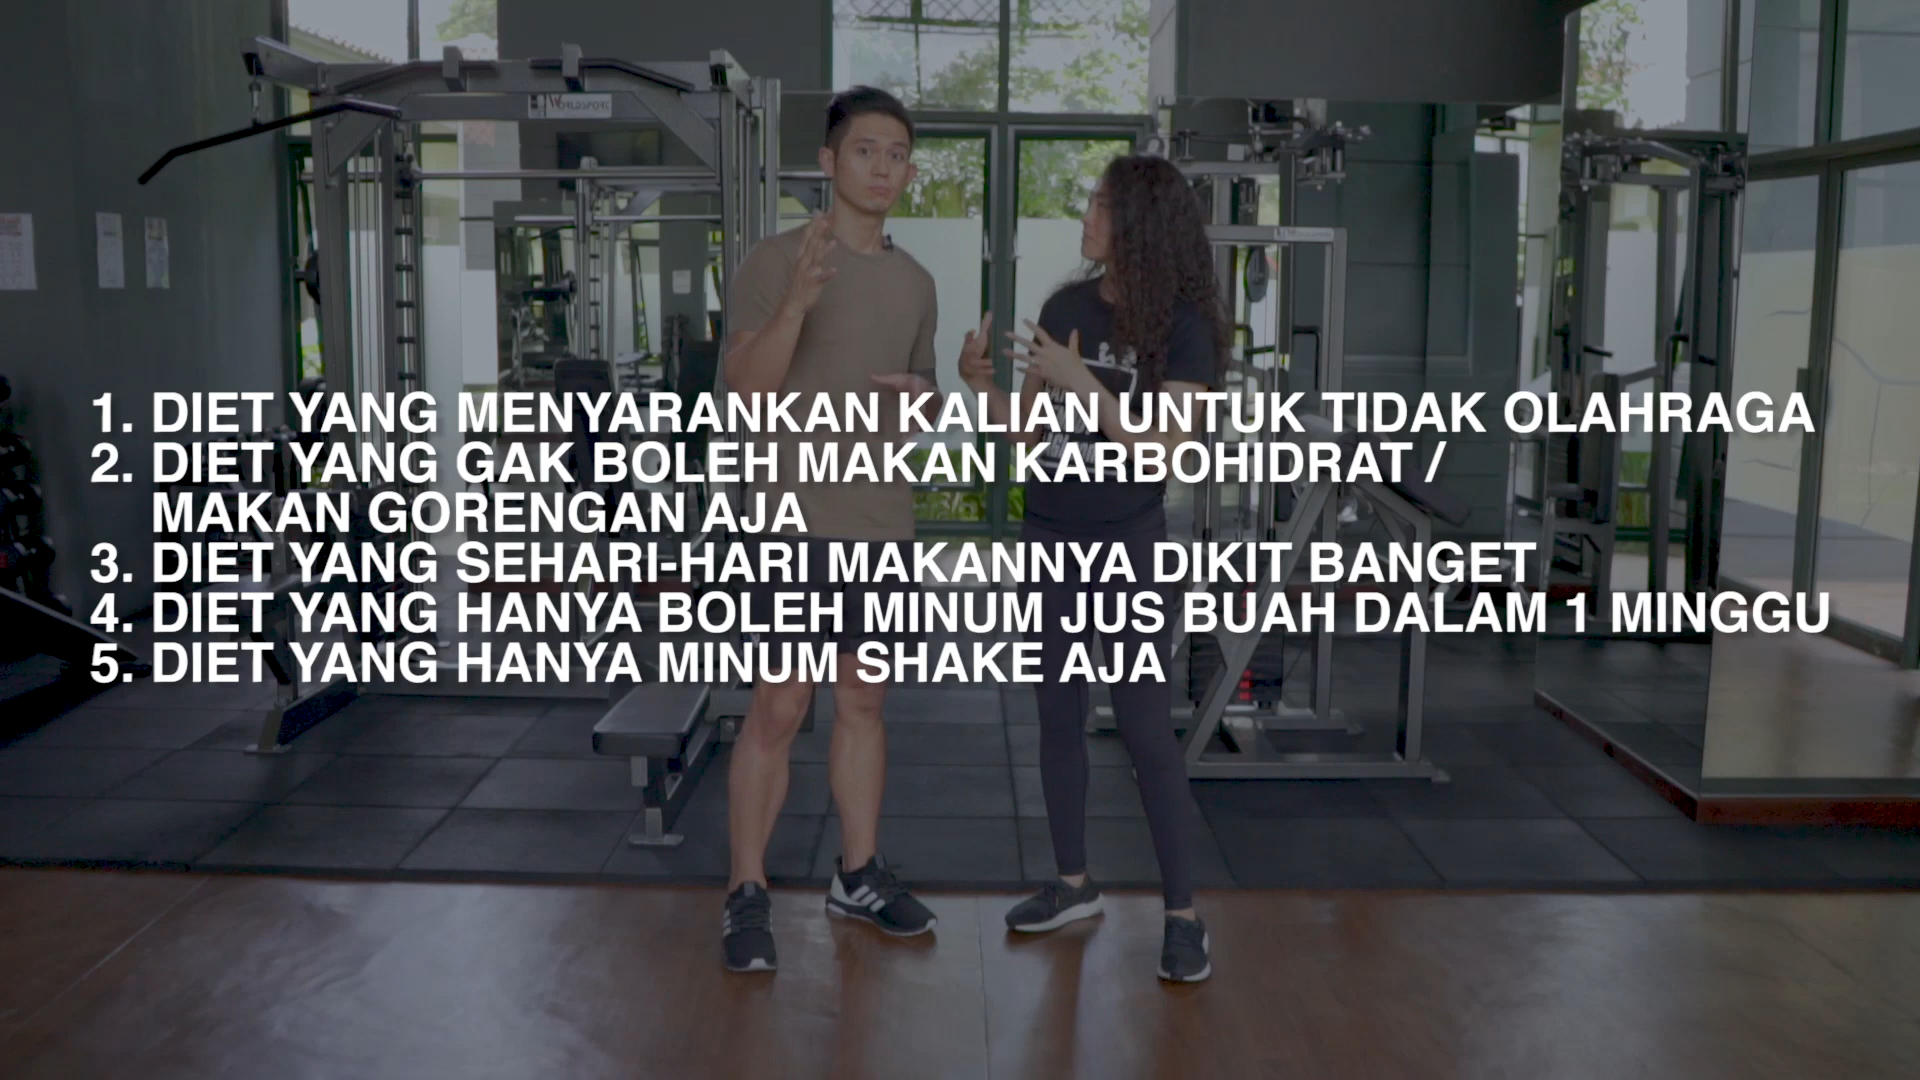 WORLDSPORT
1. DIET YANG MENYARANKAN KALIAN UNTUK TIDAK OLAHRAGA
2. DIET YANG GAK BOLEH MAKAN KARBOHIDRAT /
MAKAN GORENGAN AJA
3. DIET YANG SEHARI-HARI MAKANNYA DIKIT BANGET
4. DIET YANG HANYA BOLEH MINUM JUS BUAH DALAM 1 MINGGU
5. DIET YANG HANYA MINUM SHAKE AJA